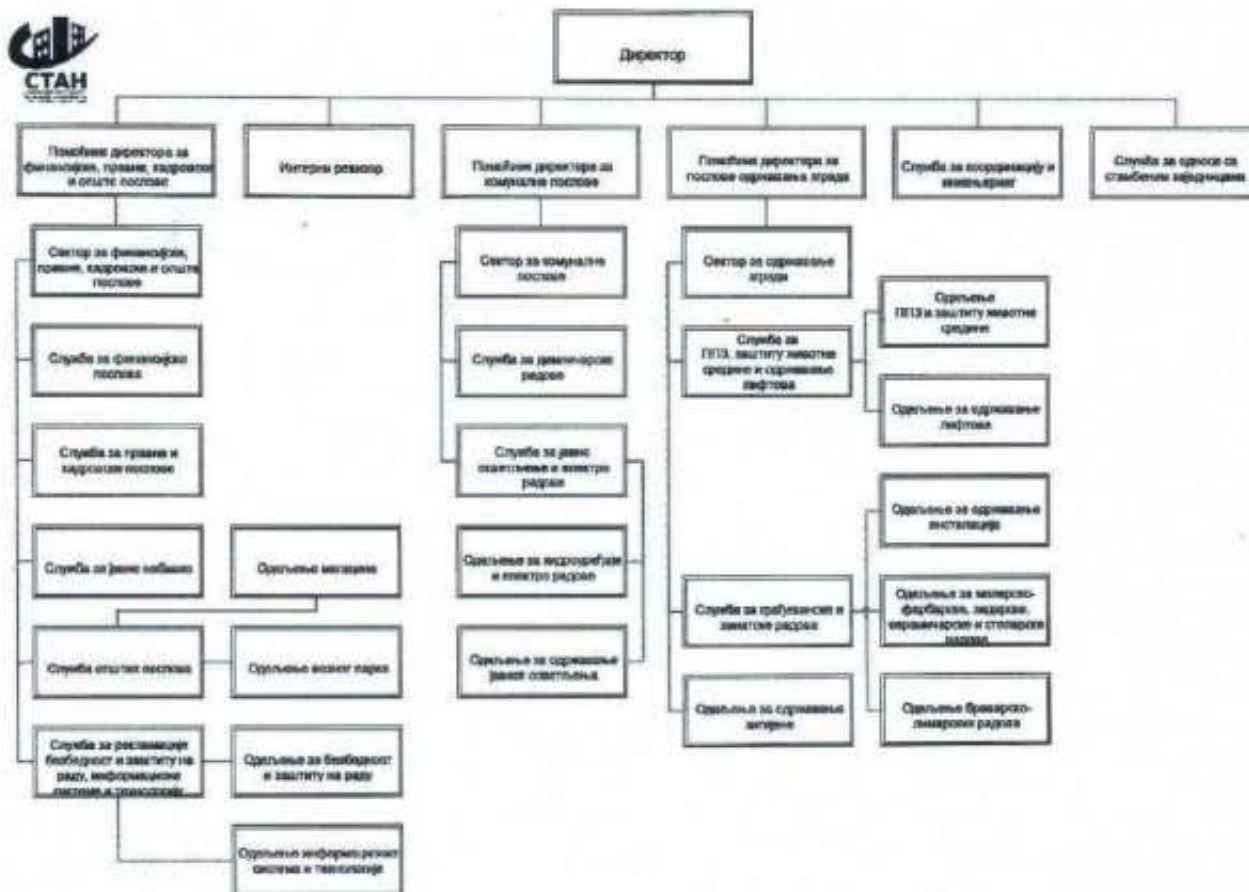 СТАН
Директор
Помоћник директора за
финансијске, правне, кадровске
и опште послове
Интерни ревизор
Помоћник директора за
комуналне послове
Помоћник директора за
послове одржавања зграда
Служба за координацију и
инжењеринг
Служба за односе са
стамбеним заједницама
Сектор за финансијске,
правне, кадровске и опште
послове
Сектор за комуналне
послове
Сектор за одржавање
зграда
Одељење
ППЗ и заштиту животне
средине
Служба за финансијске
послове
Служба за димничарске
радове
Служба за
ППЗ, заштиту животне
средине и одржавање
лифтова
Одељење за одржавање
лифтова
Служба за правне и
кадровске послове
Служба за јавно
осветљење и електро
радове
Одељење за одржавање
инсталација
Служба за јавне набавке
Одељење магацина
Одељење за хидроуређаје
и електро радове
Служба за грађевинске и
занатске радове
Одељење за молерско-
фарбарске, зидарске,
керамичарске и столарске
радове
Служба општих послова
Одељење возног парка
Одељење за одржавање
јавног осветљења
Одељење за одржавање
хигијене
Одељење браварско-
лимарских радова
Служба за рекламације
безбедност и заштиту на
раду, информационе
системе и технологију
Одељење за безбедност
и заштиту на раду
Одељење информационих
система и технологије